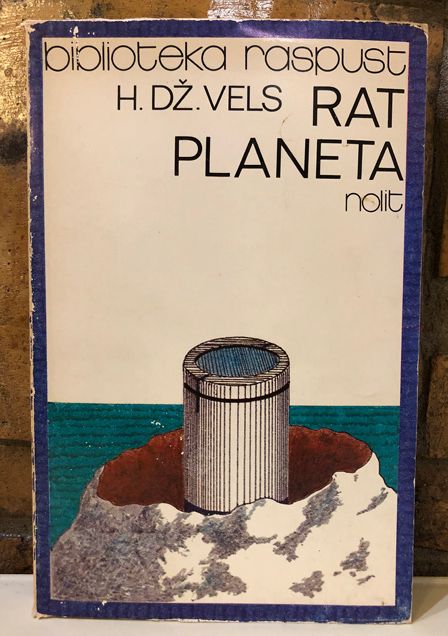 biblioteka raspust
H. DŽ. VELS RAT
PLANETA
nolit